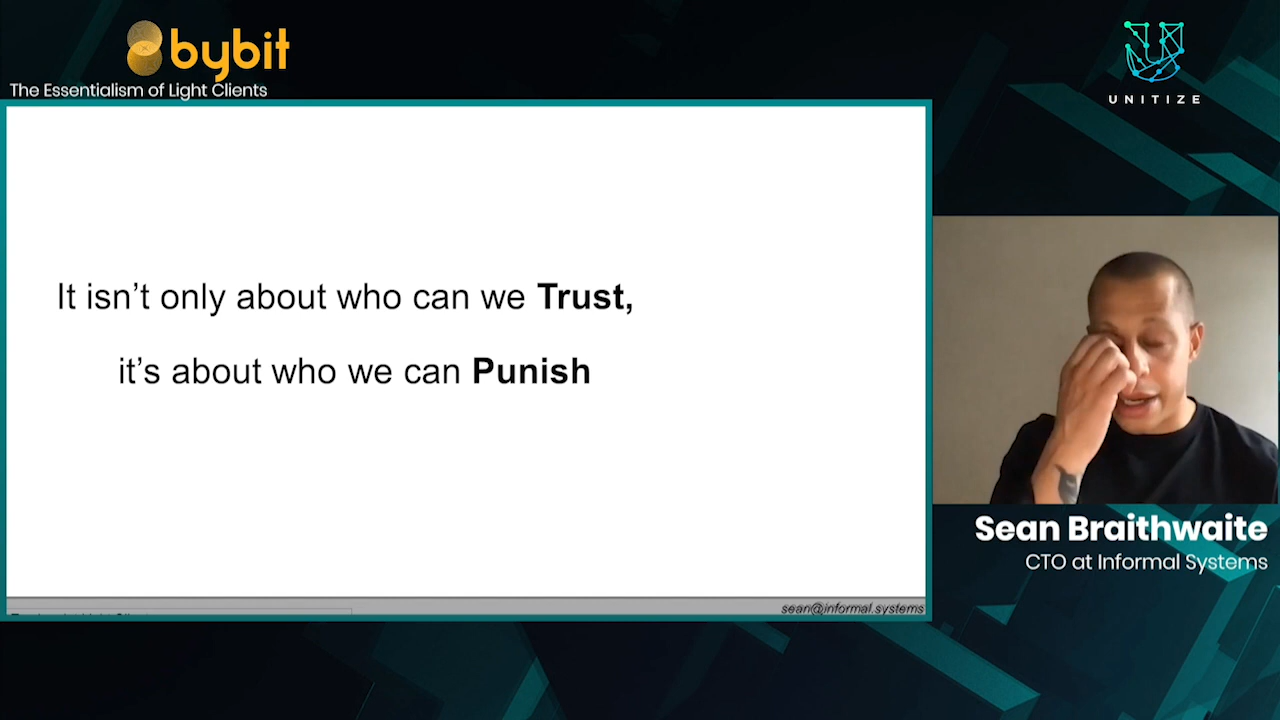 bybit
The Essentialism of Light Clients
UNITIZE
It isn’t only about who can we Trust,
it’s about who we can Punish
sean@informal.systems
Sean Braithwaite
CTO at Informal Systems